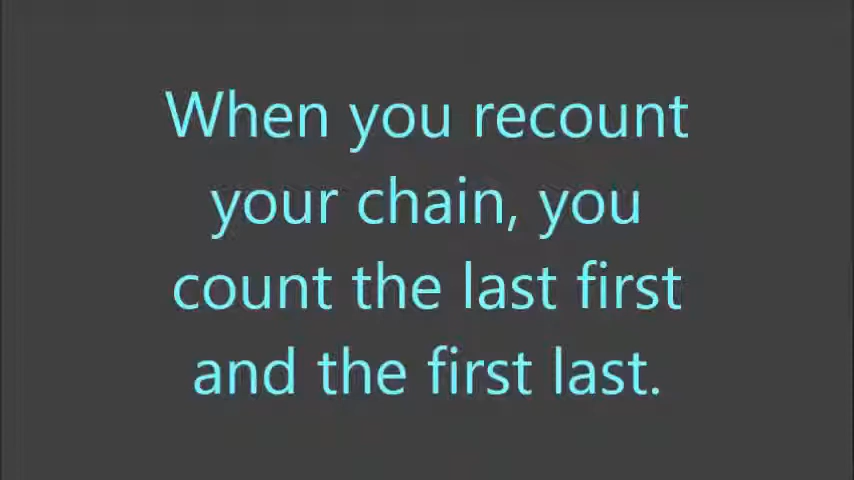 When you recount
your chain, you
count the last first
and the first last.